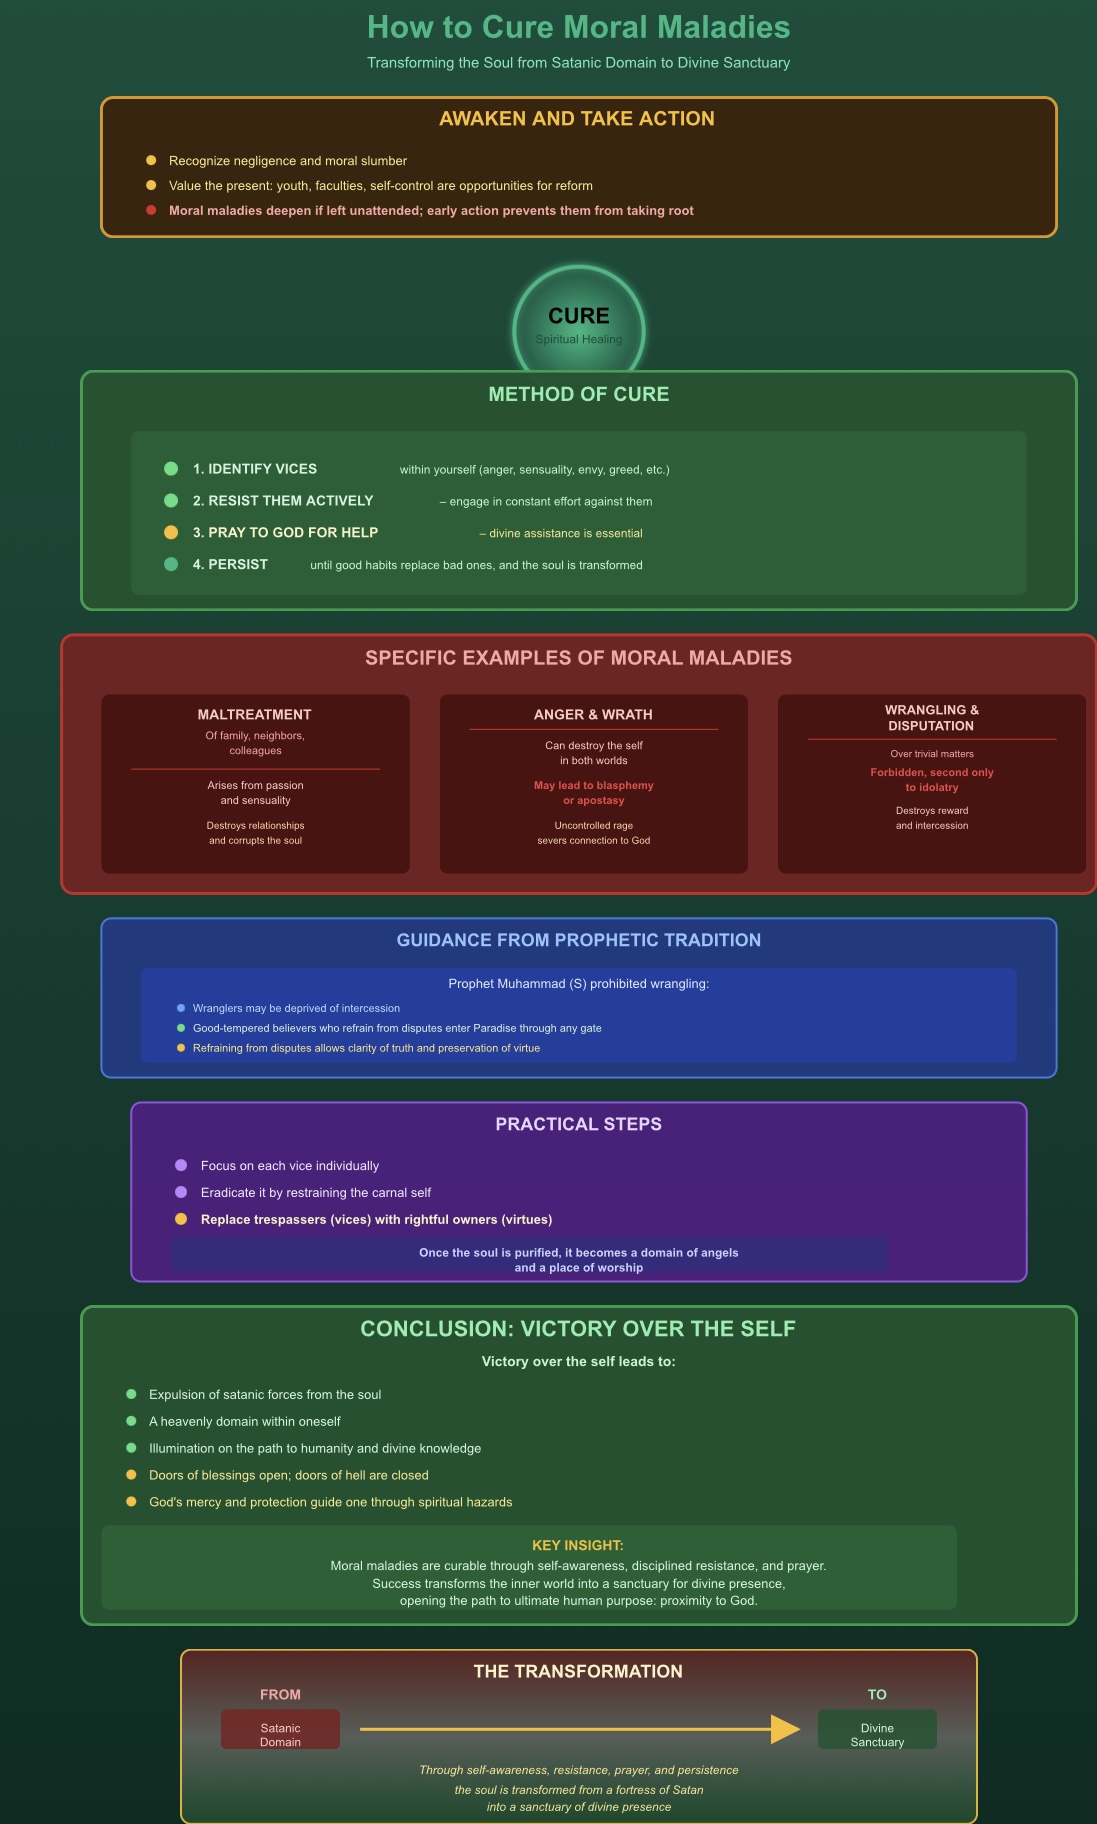 How to Cure Moral Maladies
Transforming the Soul from Satanic Domain to Divine Sanctuary
AWAKEN AND TAKE ACTION
Recognize negligence and moral slumber
Value the present: youth, faculties, self-control are opportunities for reform
Moral maladies deepen if left unattended; early action prevents them from taking root
CURE
Spiritual Healing
METHOD OF CURE
1. IDENTIFY VICES within yourself (anger, sensuality, envy, greed, etc.)
2. RESIST THEM ACTIVELY – engage in constant effort against them
3. PRAY TO GOD FOR HELP – divine assistance is essential
4. PERSIST until good habits replace bad ones, and the soul is transformed
SPECIFIC EXAMPLES OF MORAL MALADIES
MALTREATMENT
Of family, neighbors,
colleagues
Arises from passion
and sensuality
Destroys relationships
and corrupts the soul
ANGER & WRATH
Can destroy the self
in both worlds
May lead to blasphemy
or apostasy
Uncontrolled rage
severs connection to God
WRANGLING &
DISPUTATION
Over trivial matters
Forbidden, second only
to idolatry
Destroys reward
and intercession
GUIDANCE FROM PROPHETIC TRADITION
Prophet Muhammad (S) prohibited wrangling:
Wranglers may be deprived of intercession
Good-tempered believers who refrain from disputes enter Paradise through any gate
Refraining from disputes allows clarity of truth and preservation of virtue
PRACTICAL STEPS
Focus on each vice individually
Eradicate it by restraining the carnal self
Replace trespassers (vices) with rightful owners (virtues)
Once the soul is purified, it becomes a domain of angels
and a place of worship
CONCLUSION: VICTORY OVER THE SELF
Victory over the self leads to:
Expulsion of satanic forces from the soul
A heavenly domain within oneself
Illumination on the path to humanity and divine knowledge
Doors of blessings open; doors of hell are closed
God's mercy and protection guide one through spiritual hazards
KEY INSIGHT:
Moral maladies are curable through self-awareness, disciplined resistance, and prayer.
Success transforms the inner world into a sanctuary for divine presence,
opening the path to ultimate human purpose: proximity to God.
THE TRANSFORMATION
FROM
Satanic
Domain
TO
Divine
Sanctuary
Through self-awareness, resistance, prayer, and persistence
the soul is transformed from a fortress of Satan
into a sanctuary of divine presence